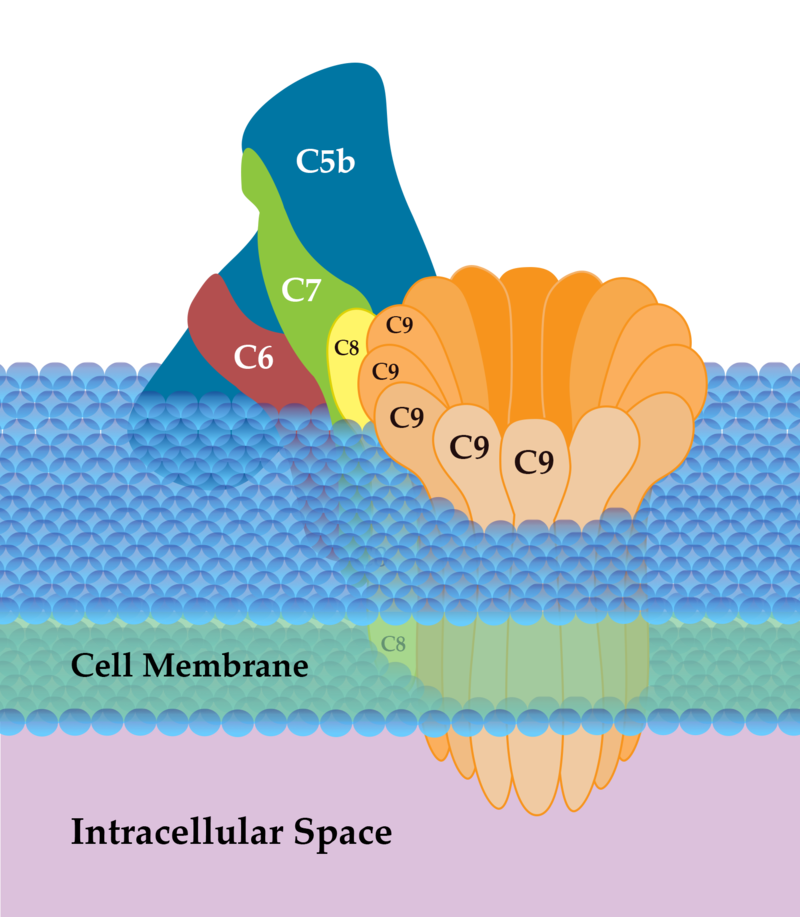 C5b
C7
C9
C8
C6
C9
C9
C9
C9
C8
Cell Membrane
Intracellular Space